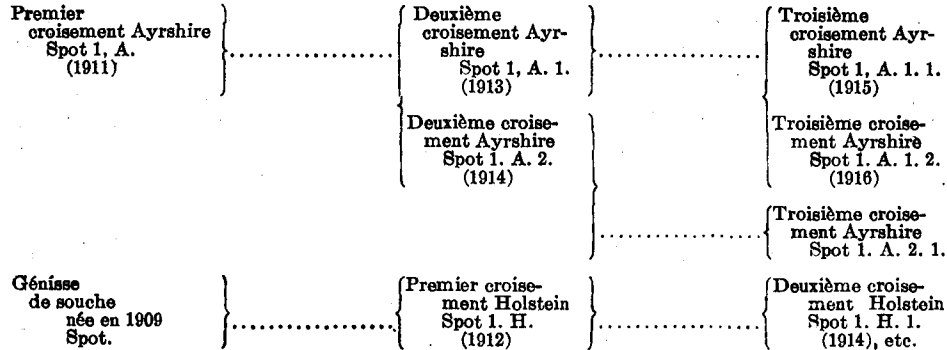 Premier
croisement Ayrshire
Spot 1, A.
(1911)
Deuxième
croisement Ayr-
shire
Spot 1, A. 1.
(1913)
Troisième
croisement Ayr-
shire
Spot 1, A. 1. 1.
(1915)
Deuxième croise-
ment Ayrshire
Spot 1. A. 2.
(1914)
Troisième croise-
ment Ayrshire
Spot 1. A. 1. 2.
(1916)
Troisième croise-
ment Ayrshire
Spot 1. A. 2. 1.
Génisse
de souche
née en 1909
Spot.
Premier croise-
ment Holstein
Spot 1. H.
(1912)
Deuxième croise-
ment Holstein
Spot 1. H. 1.
(1914), etc.